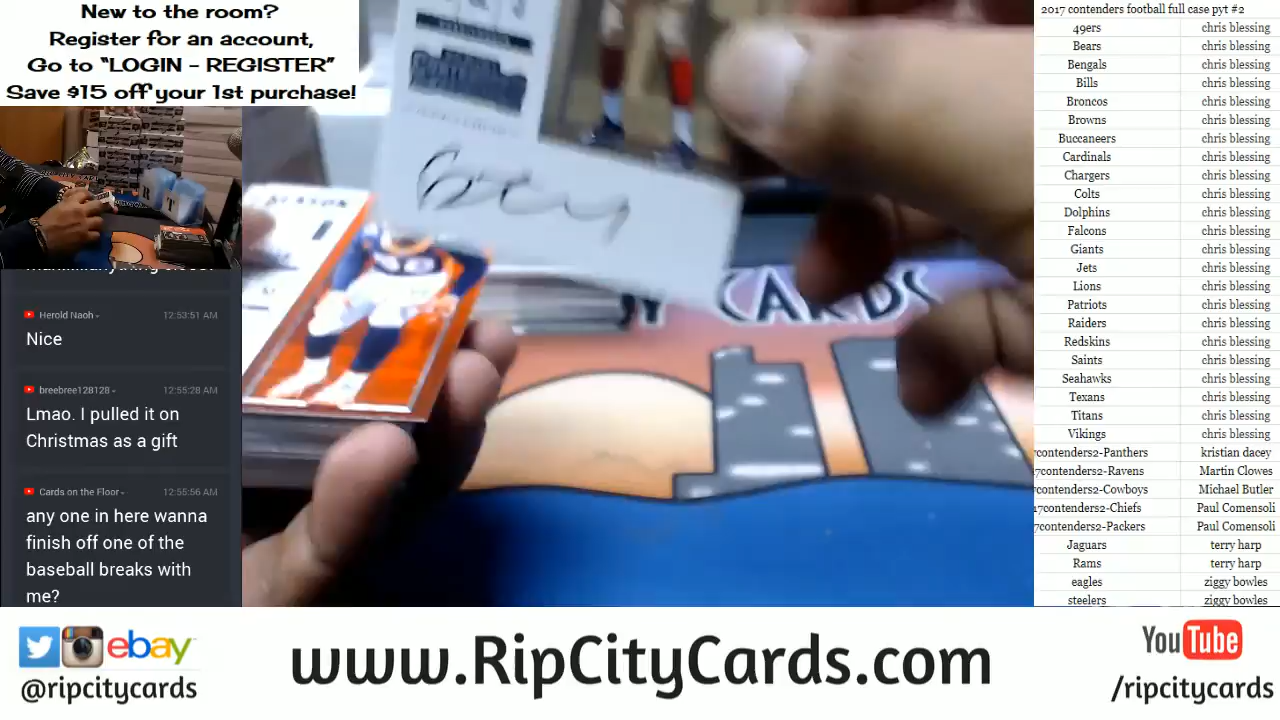 New to the room?
Register for an account,
Go to “LOGIN - REGISTER”
Save $15 off your 1st purchase!
Herold Naoh
12:53:51 AM
Nice
breebree128128
12:55:28 AM
Lmao. I pulled it on
Christmas as a gift
Cards on the Floor
12:55:56 AM
any one in here wanna
finish off one of the
baseball breaks with
me?
SEASON
CARDS
2017 contenders football full case pyt #2
49ers chris blessing
Bears chris blessing
Bengals chris blessing
Bills chris blessing
Broncos chris blessing
Browns chris blessing
Buccaneers chris blessing
Cardinals chris blessing
Chargers chris blessing
Colts chris blessing
Dolphins chris blessing
Falcons chris blessing
Giants chris blessing
Jets chris blessing
Lions chris blessing
Patriots chris blessing
Raiders chris blessing
Redskins chris blessing
Saints chris blessing
Seahawks chris blessing
Texans chris blessing
Titans chris blessing
Vikings chris blessing
7contenders2-Panthers kristian dacey
7contenders2-Ravens Martin Clowes
7contenders2-Cowboys Michael Butler
17contenders2-Chiefs Paul Comensoli
7contenders2-Packers Paul Comensoli
Jaguars terry harp
Rams terry harp
eagles ziggy bowles
steelers ziggy bowles
ebay
@ripcitycards
www.RipCityCards.com
YouTube
/ripcitycards